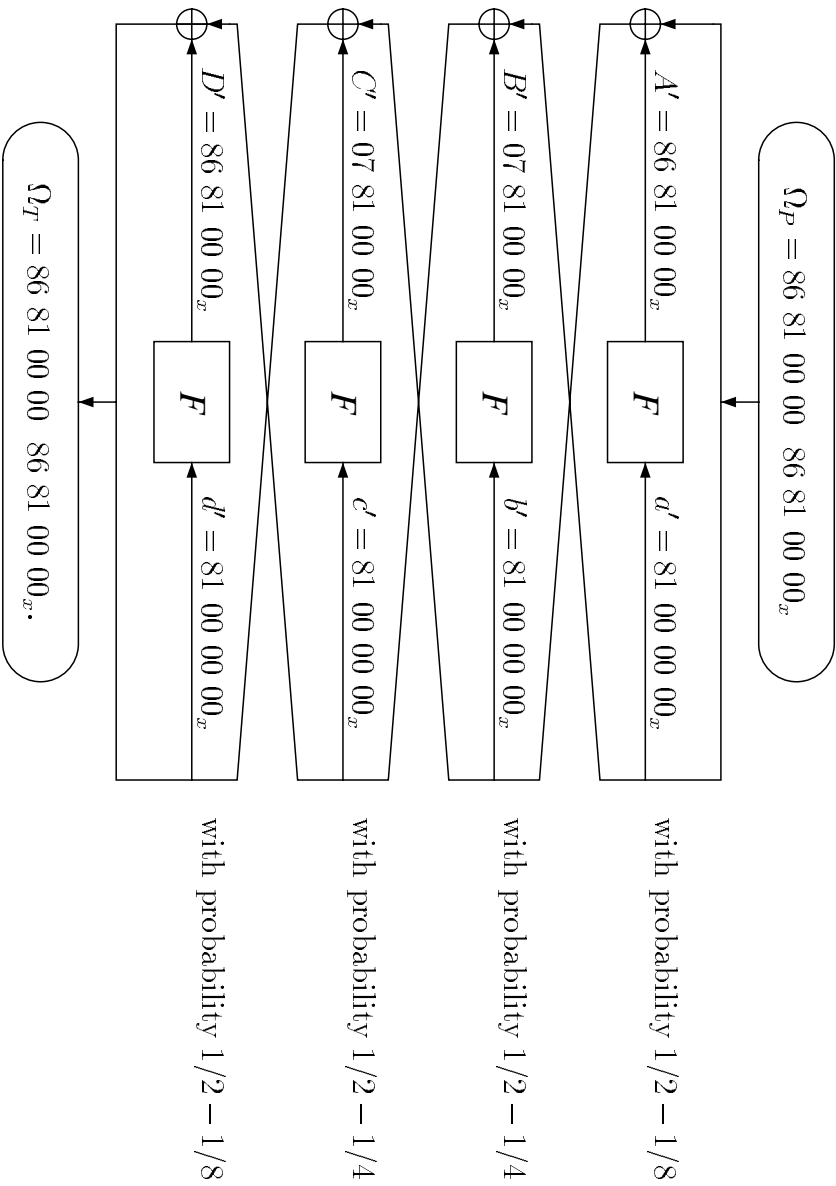 Ω_P = 86 81 00 00 86 81 00 00_x
A′ = 86 81 00 00_x F a′ = 81 00 00 00_x with probability 1/2 − 1/8
B′ = 07 81 00 00_x F b′ = 81 00 00 00_x with probability 1/2 − 1/4
C′ = 07 81 00 00_x F c′ = 81 00 00 00_x with probability 1/2 − 1/4
D′ = 86 81 00 00_x F d′ = 81 00 00 00_x with probability 1/2 − 1/8
Ω_T = 86 81 00 00 86 81 00 00_x.